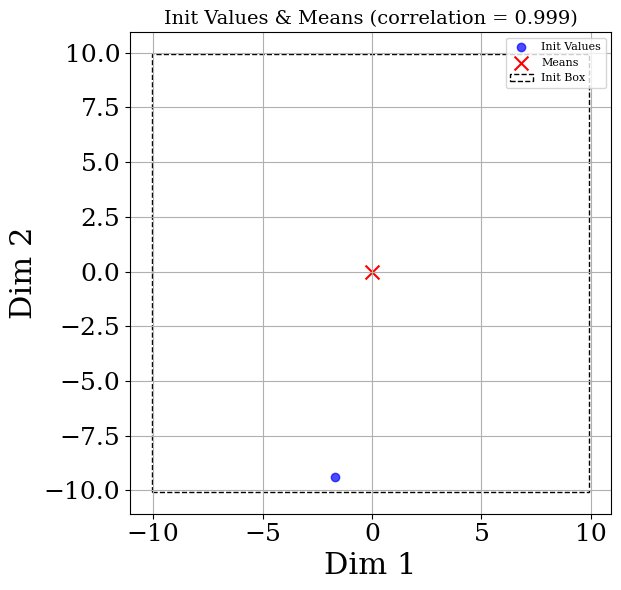 Init Values & Means (correlation = 0.999)
Init Values
Means
Init Box
10.0
7.5
5.0
2.5
0.0
−2.5
−5.0
−7.5
−10.0
Dim 2
−10
−5
0
5
10
Dim 1